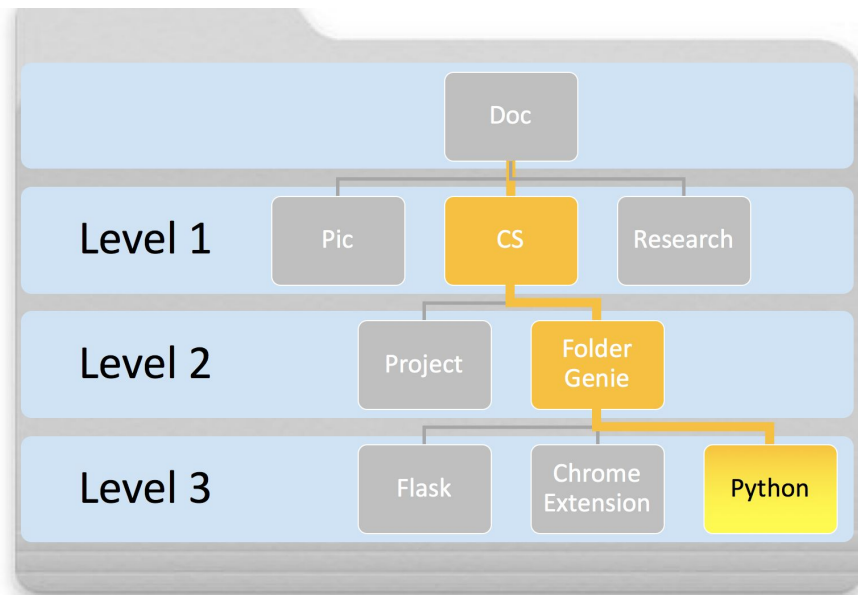 Doc
Level 1
Pic
CS
Research
Level 2
Project
Folder
Genie
Level 3
Flask
Chrome
Extension
Python